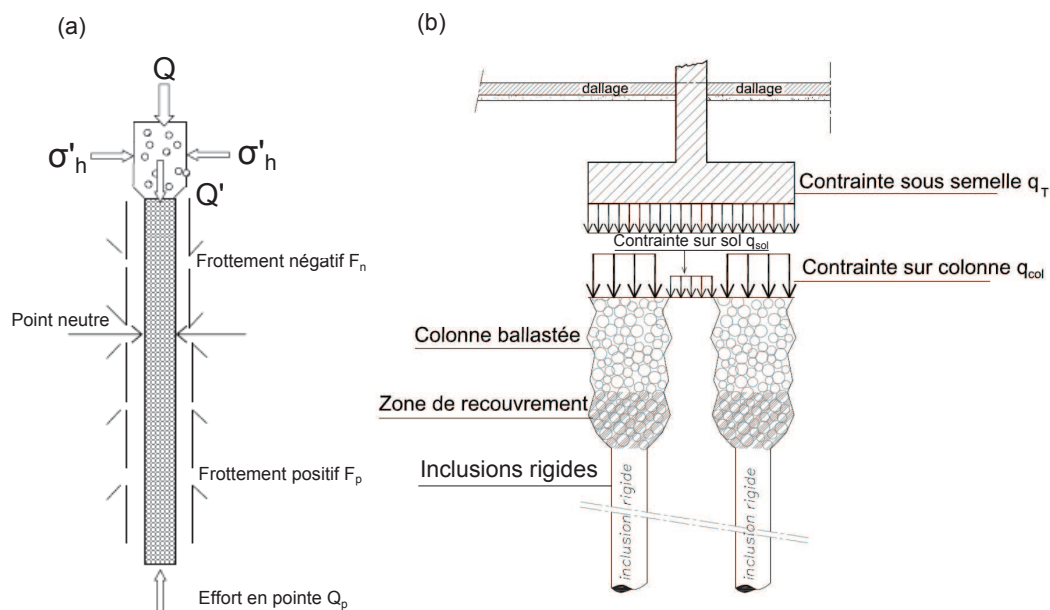 (a)
Q
σ'h
σ'h
Q'
Frottement négatif Fn
Point neutre
Frottement positif Fp
Effort en pointe Qp
(b)
dallage
dallage
Contrainte sous semelle qT
Contrainte sur sol qsol
Contrainte sur colonne qcol
Colonne ballastée
Zone de recouvrement
Inclusions rigides
inclusion rigide
inclusion rigide